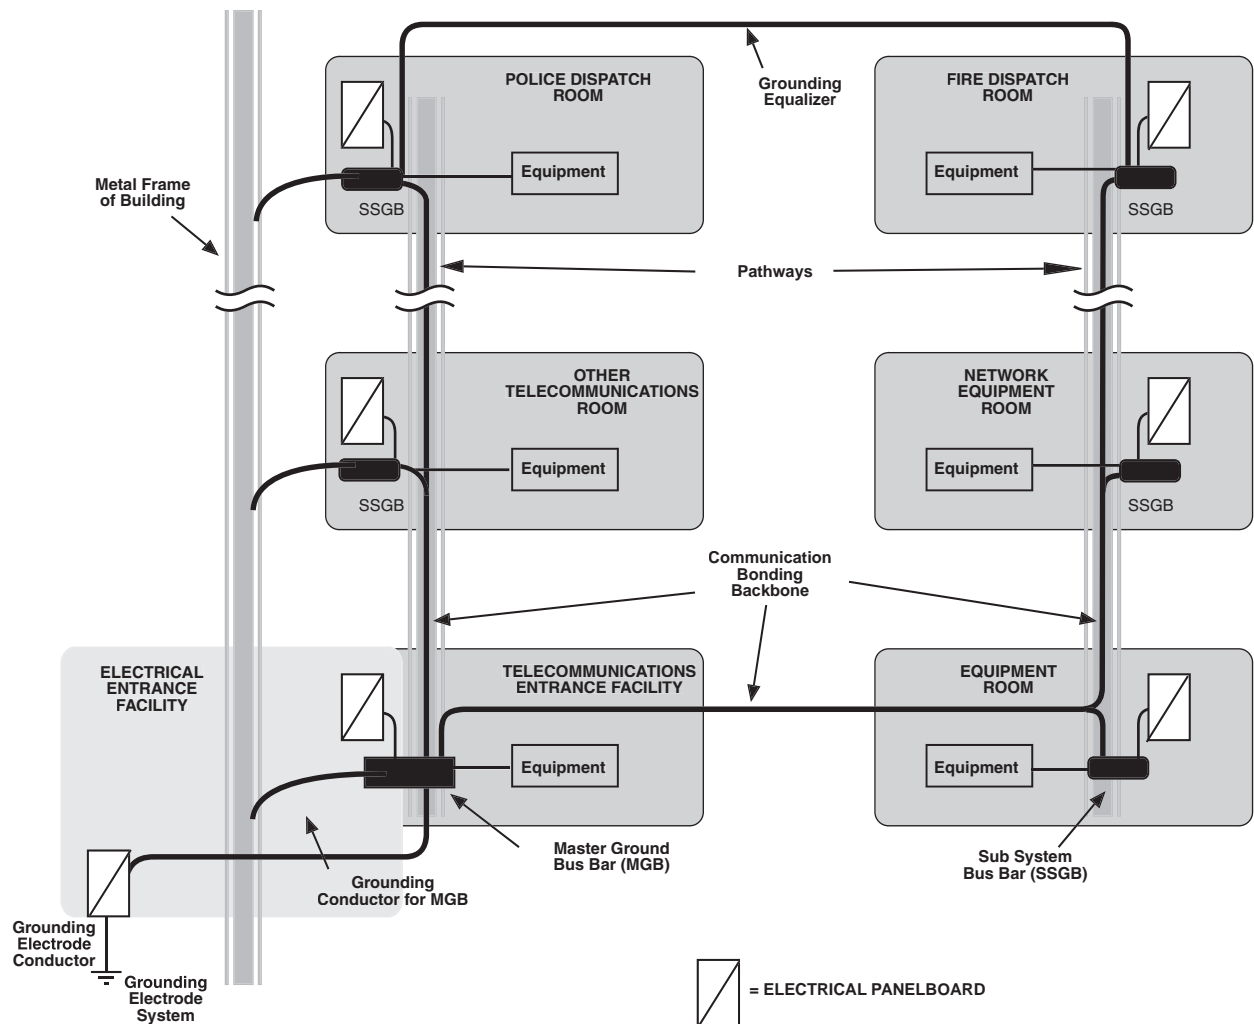 POLICE DISPATCH
ROOM
Equipment
SSGB
Grounding
Equalizer
FIRE DISPATCH
ROOM
Equipment
SSGB
Metal Frame
of Building
Pathways
OTHER
TELECOMMUNICATIONS
ROOM
Equipment
SSGB
NETWORK
EQUIPMENT
ROOM
Equipment
SSGB
Communication
Bonding
Backbone
ELECTRICAL
ENTRANCE
FACILITY
TELECOMMUNICATIONS
ENTRANCE FACILITY
Equipment
EQUIPMENT
ROOM
Equipment
Master Ground
Bus Bar (MGB)
Sub System
Bus Bar (SSGB)
Grounding
Conductor for MGB
Grounding
Electrode
Conductor
Grounding
Electrode
System
= ELECTRICAL PANELBOARD